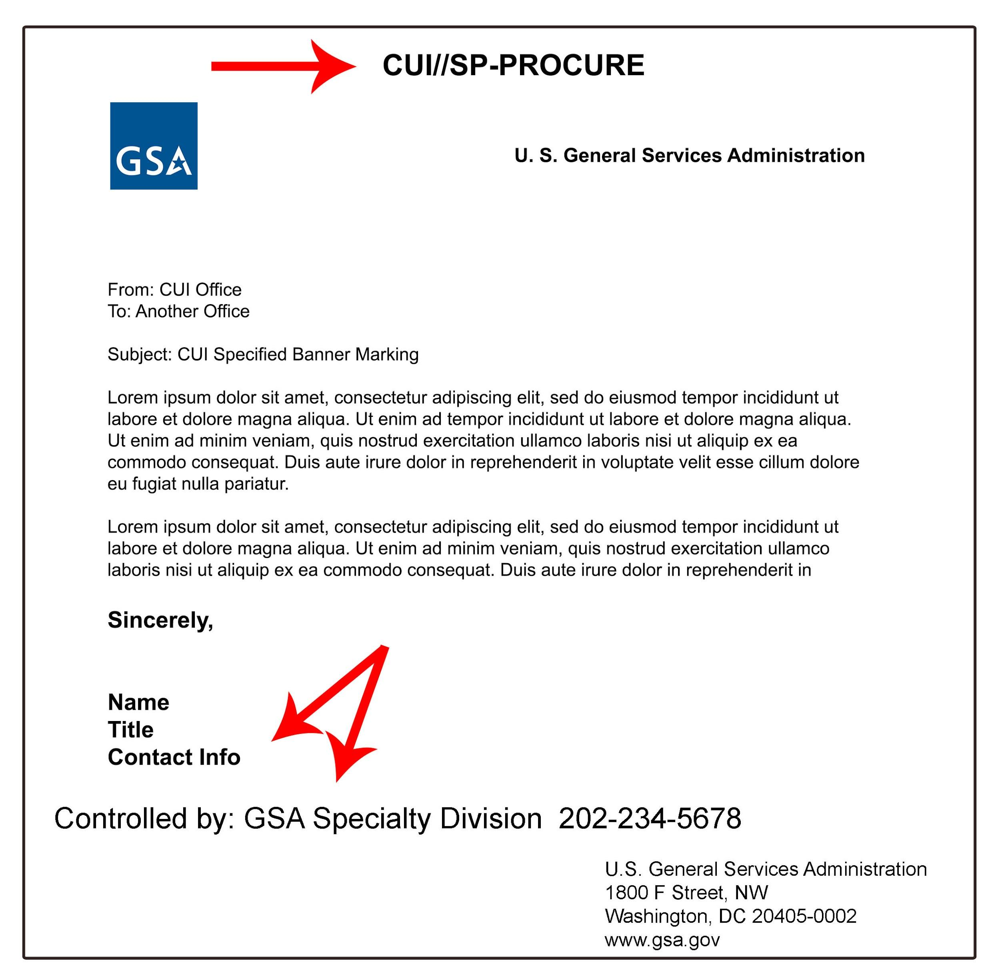 CUI//SP-PROCURE
GSA
U. S. General Services Administration
From: CUI Office
To: Another Office
Subject: CUI Specified Banner Marking
Lorem ipsum dolor sit amet, consectetur adipiscing elit, sed do eiusmod tempor incididunt ut
labore et dolore magna aliqua. Ut enim ad tempor incididunt ut labore et dolore magna aliqua.
Ut enim ad minim veniam, quis nostrud exercitation ullamco laboris nisi ut aliquip ex ea
commodo consequat. Duis aute irure dolor in reprehenderit in voluptate velit esse cillum dolore
eu fugiat nulla pariatur.
Lorem ipsum dolor sit amet, consectetur adipiscing elit, sed do eiusmod tempor incididunt ut
labore et dolore magna aliqua. Ut enim ad minim veniam, quis nostrud exercitation ullamco
laboris nisi ut aliquip ex ea commodo consequat. Duis aute irure dolor in reprehenderit in
Sincerely,
Name
Title
Contact Info
Controlled by: GSA Specialty Division  202-234-5678
U.S. General Services Administration
1800 F Street, NW
Washington, DC 20405-0002
www.gsa.gov